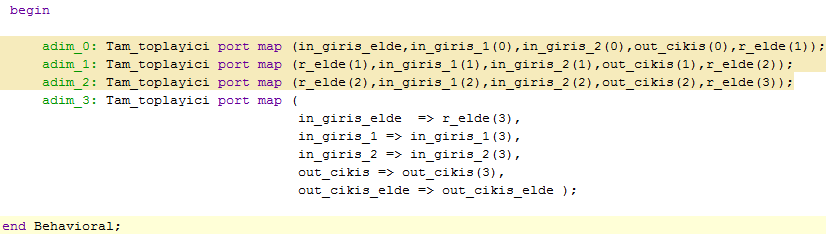 begin
adim_0: Tam_toplayici port map (in_giris_elde,in_giris_1(0),in_giris_2(0),out_cikis(0),r_elde(1));
adim_1: Tam_toplayici port map (r_elde(1),in_giris_1(1),in_giris_2(1),out_cikis(1),r_elde(2));
adim_2: Tam_toplayici port map (r_elde(2),in_giris_1(2),in_giris_2(2),out_cikis(2),r_elde(3));
adim_3: Tam_toplayici port map (
in_giris_elde  => r_elde(3),
in_giris_1 => in_giris_1(3),
in_giris_2 => in_giris_2(3),
out_cikis => out_cikis(3),
out_cikis_elde => out_cikis_elde );
end Behavioral;